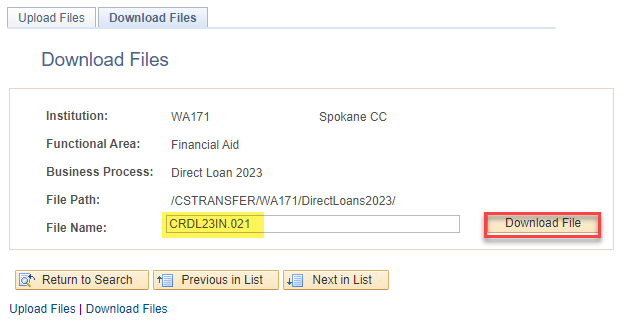 Upload Files Download Files
Download Files
Institution: WA171 Spokane CC
Functional Area: Financial Aid
Business Process: Direct Loan 2023
File Path: /CSTRANSFER/WA171/DirectLoans2023/
File Name: CRDL23IN.021 Download File
Return to Search Previous in List Next in List
Upload Files | Download Files